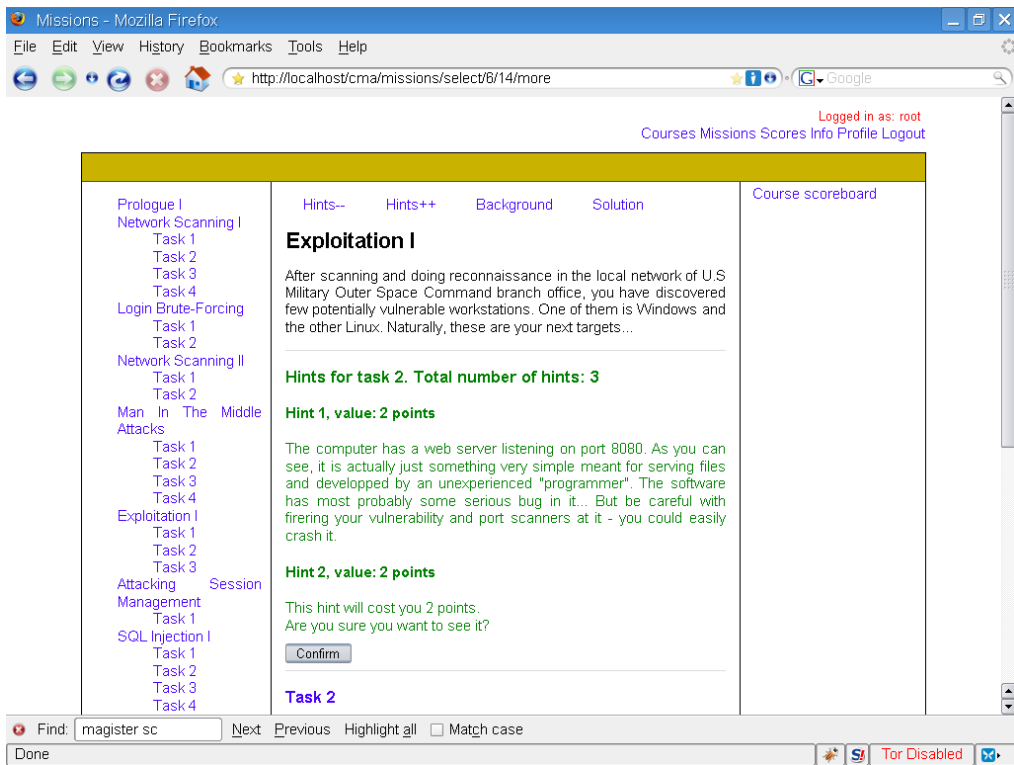 Missions - Mozilla Firefox
File Edit View History Bookmarks Tools Help
http://localhost/cma/missions/select/6/14/more
G Google
Logged in as: root
Courses Missions Scores Info Profile Logout
Prologue I
Network Scanning I
Task 1
Task 2
Task 3
Task 4
Login Brute-Forcing
Task 1
Task 2
Network Scanning II
Task 1
Task 2
Man In The Middle
Attacks
Task 1
Task 2
Task 3
Task 4
Exploitation I
Task 1
Task 2
Task 3
Attacking Session
Management
Task 1
SQL Injection I
Task 1
Task 2
Task 3
Task 4
Hints-- Hints++ Background Solution
Exploitation I
After scanning and doing reconnaissance in the local network of U.S
Military Outer Space Command branch office, you have discovered
few potentially vulnerable workstations. One of them is Windows and
the other Linux. Naturally, these are your next targets...
Hints for task 2. Total number of hints: 3
Hint 1, value: 2 points
The computer has a web server listening on port 8080. As you can
see, it is actually just something very simple meant for serving files
and developped by an unexperienced "programmer". The software
has most probably some serious bug in it... But be careful with
firering your vulnerability and port scanners at it - you could easily
crash it.
Hint 2, value: 2 points
This hint will cost you 2 points.
Are you sure you want to see it?
Confirm
Task 2
Course scoreboard
Find: magister sc Next Previous Highlight all Match case
Done S! Tor Disabled